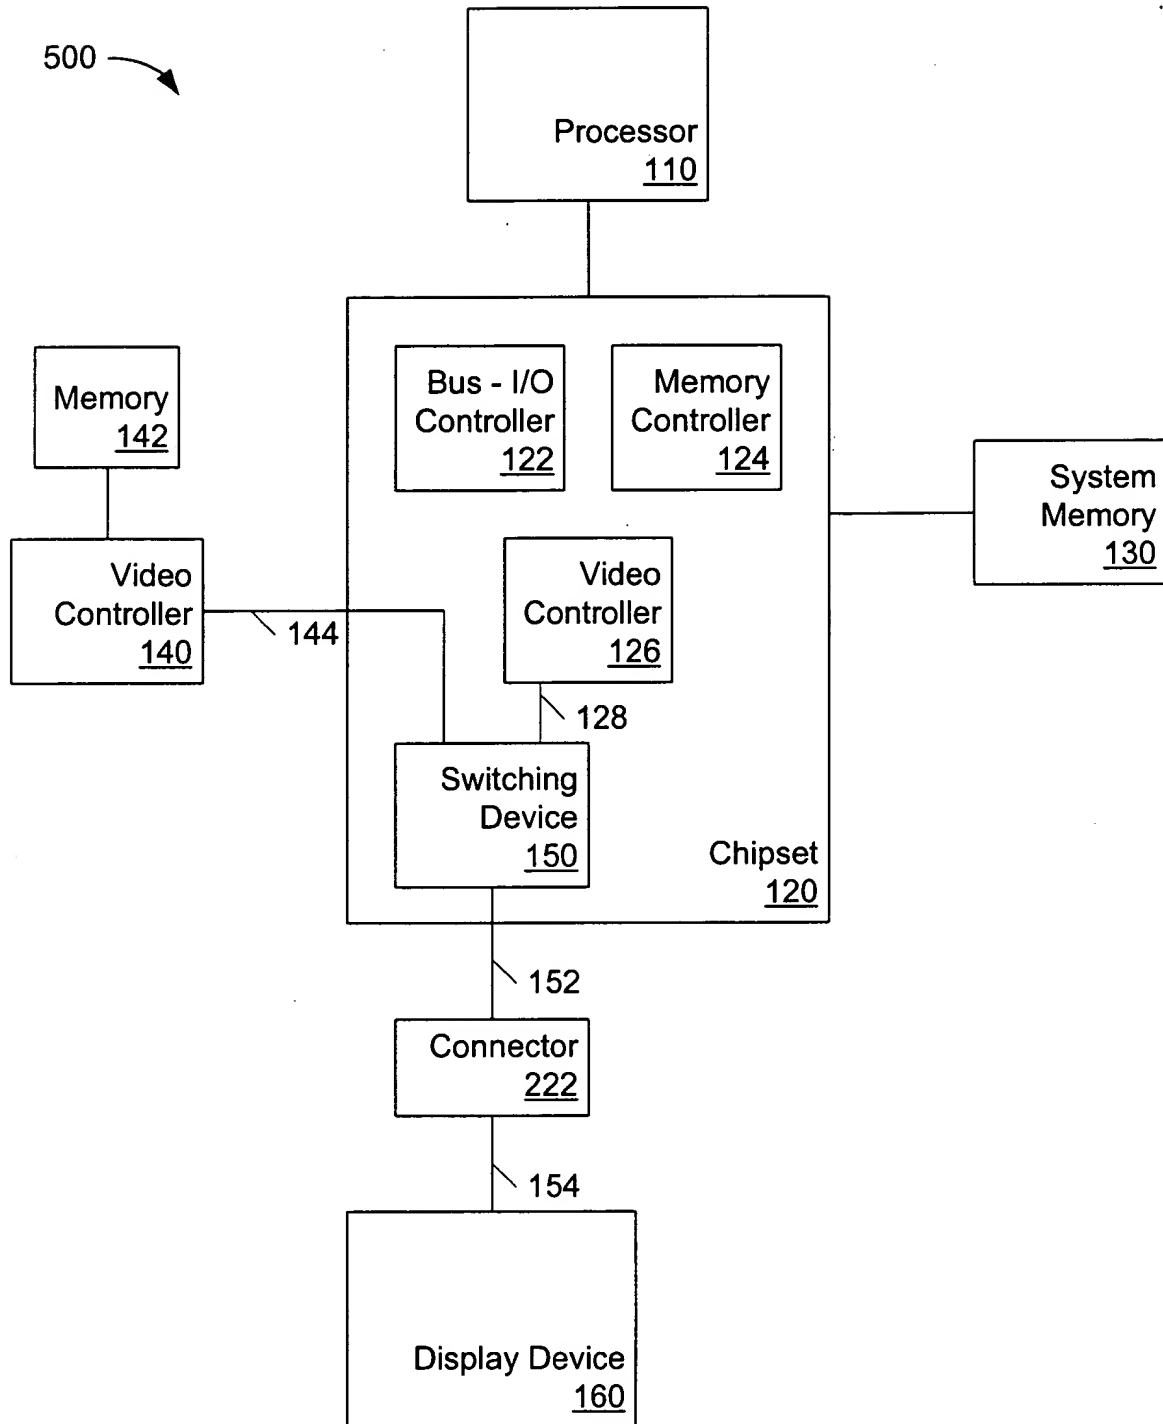 500
Processor
110
Memory
142
Bus - I/O
Controller
122
Memory
Controller
124
System
Memory
130
Video
Controller
140
144
Video
Controller
126
128
Switching
Device
150
Chipset
120
152
Connector
222
154
Display Device
160